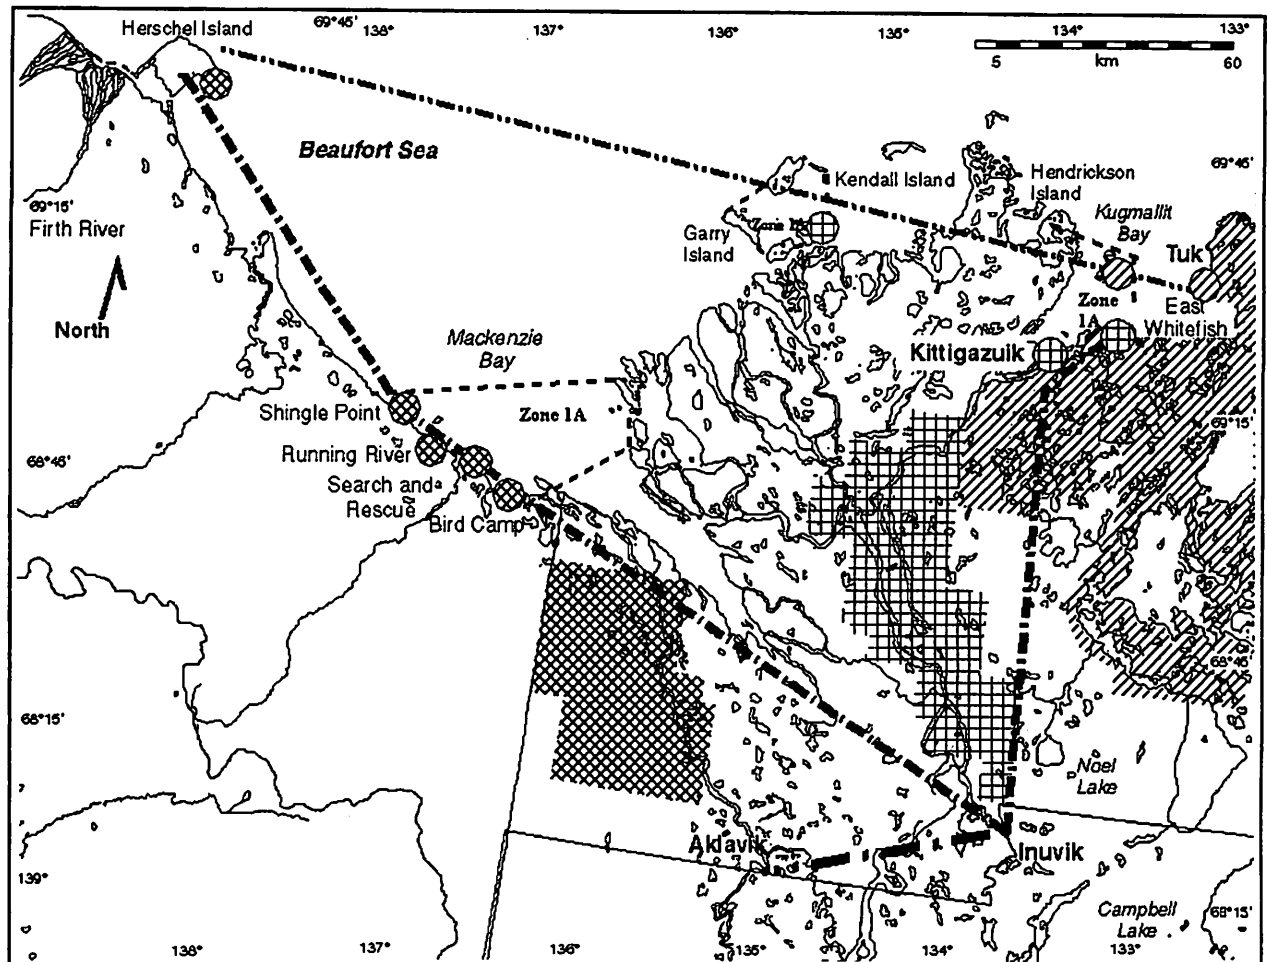 Herschel Island
69°45'
138°
137°
136°
135°
134°
133°
5
km
60
Beaufort Sea
69°45'
Kendall Island
Hendrickson
Island
69°15'
Firth River
Kugmallit
Bay
Zone 1A
Garry
Island
Tuk
North
Zone
1A
East
Whitefish
Mackenzie
Bay
Kittigazuik
Shingle Point
Zone 1A
69°15'
Running River
68°45'
Search and
Rescue
Bird Camp
68°45'
68°15'
Noel
Lake
Aklavik
Inuvik
139°
Campbell
Lake
68°15'
138°
137°
136°
135°
134°
133°